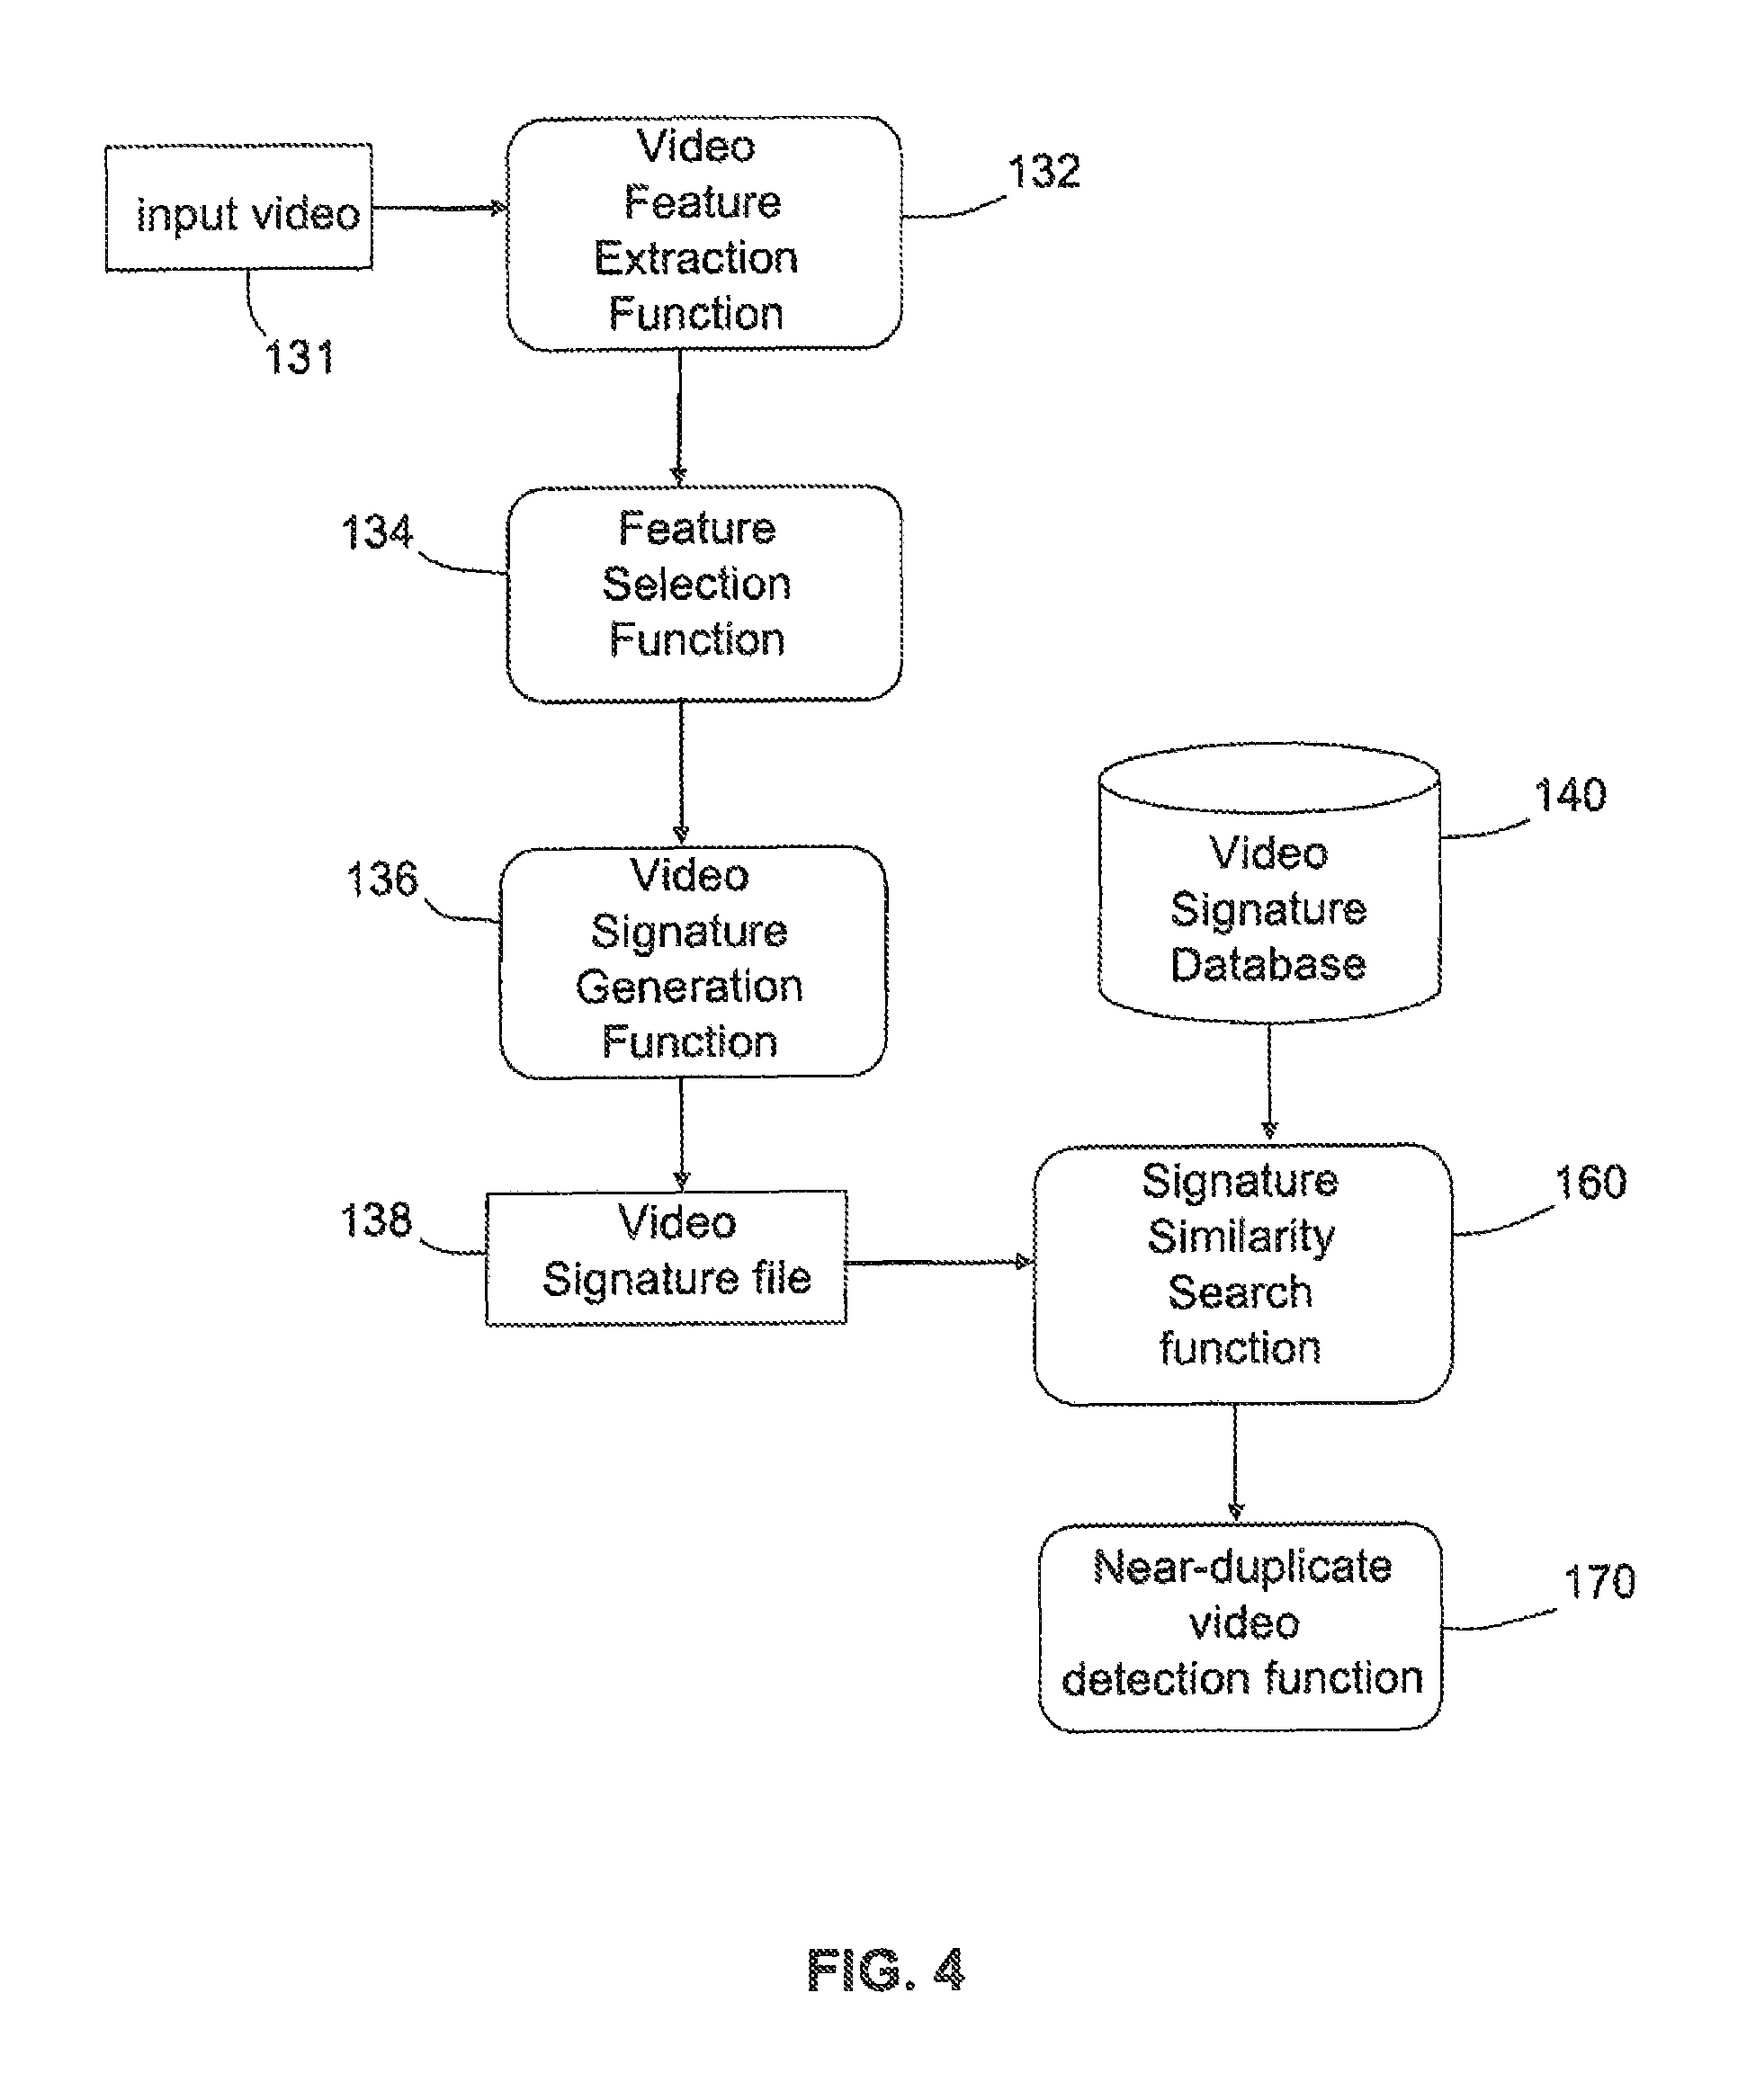 input video
131
Video
Feature
Extraction
Function
132
134
Feature
Selection
Function
136
Video
Signature
Generation
Function
140
Video
Signature
Database
138
Video
Signature file
160
Signature
Similarity
Search
function
170
Near-duplicate
video
detection function
FIG. 4